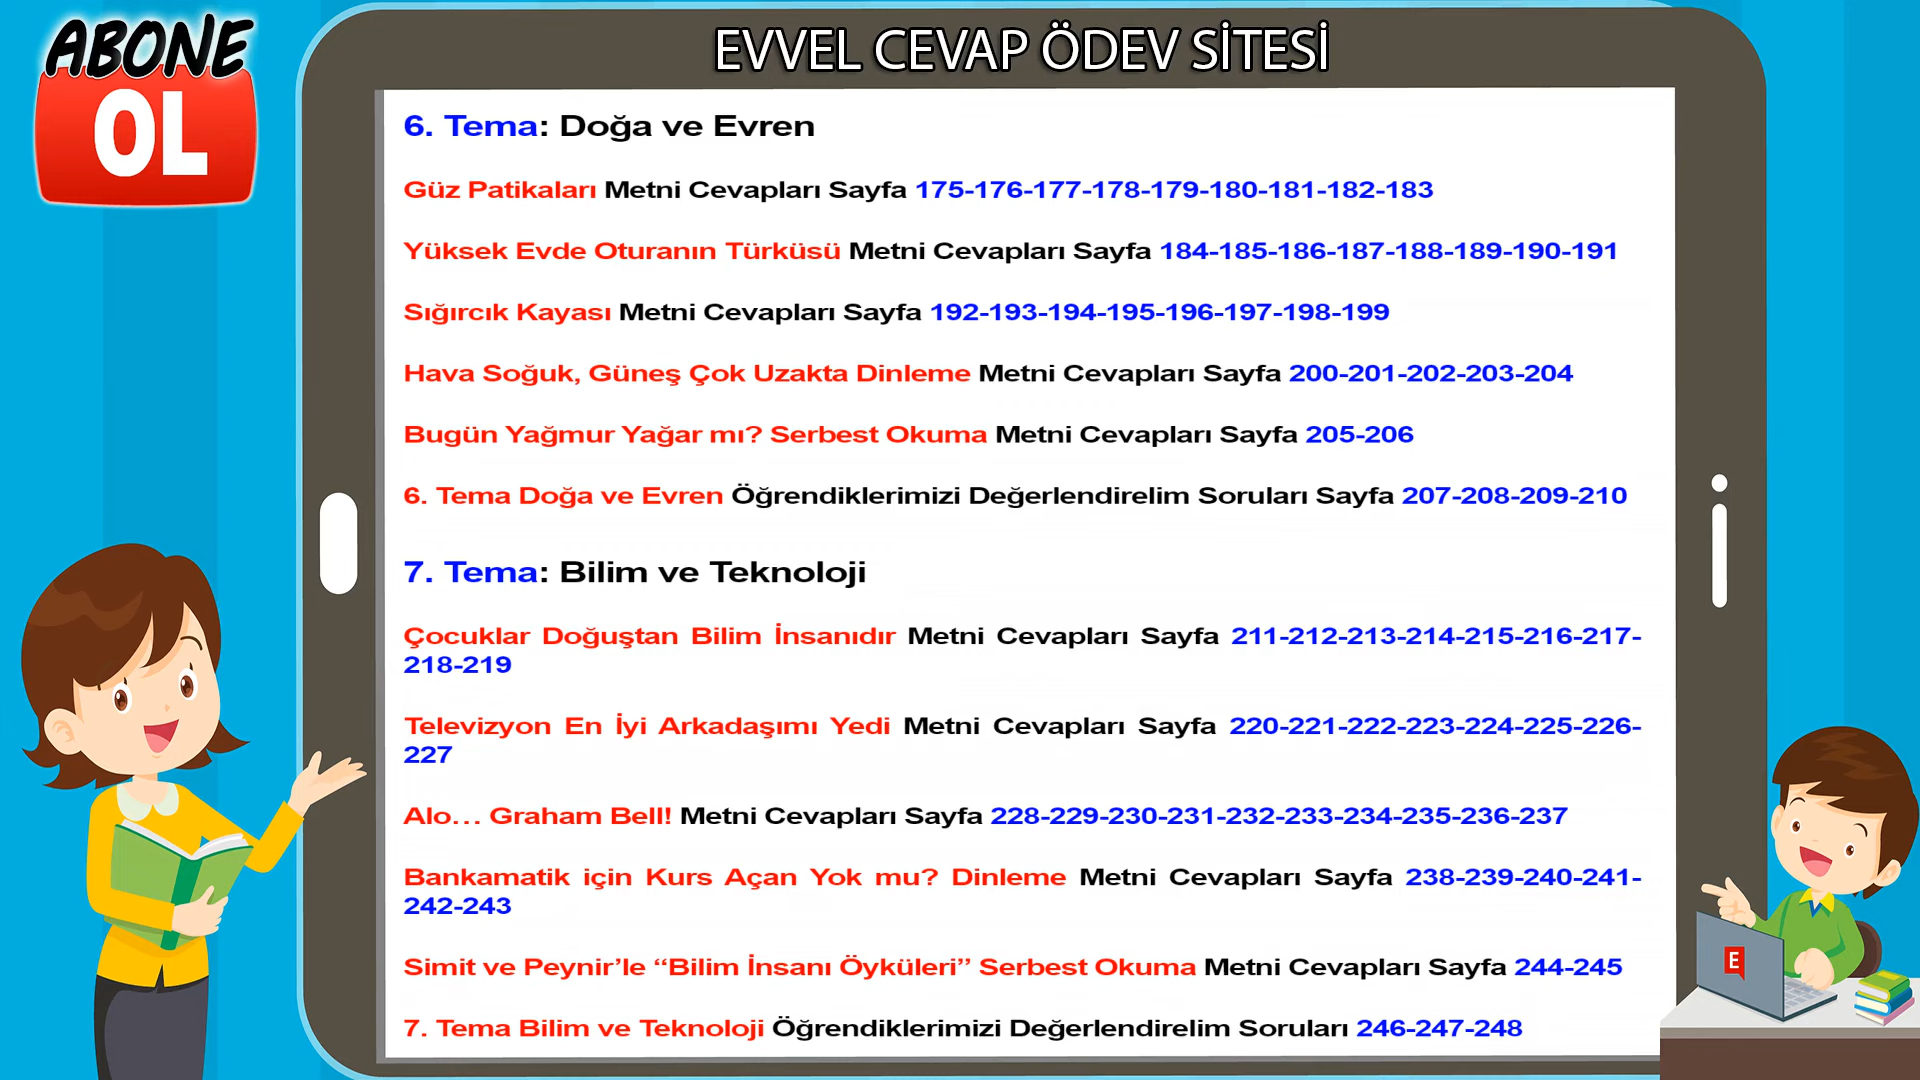 ABONE
OL
EVVEL CEVAP ÖDEV SİTESİ
6. Tema: Doğa ve Evren
Güz Patikaları Metni Cevapları Sayfa 175-176-177-178-179-180-181-182-183
Yüksek Evde Oturanın Türküsü Metni Cevapları Sayfa 184-185-186-187-188-189-190-191
Sığırcık Kayası Metni Cevapları Sayfa 192-193-194-195-196-197-198-199
Hava Soğuk, Güneş Çok Uzakta Dinleme Metni Cevapları Sayfa 200-201-202-203-204
Bugün Yağmur Yağar mı? Serbest Okuma Metni Cevapları Sayfa 205-206
6. Tema Doğa ve Evren Öğrendiklerimizi Değerlendirelim Soruları Sayfa 207-208-209-210
7. Tema: Bilim ve Teknoloji
Çocuklar Doğuştan Bilim İnsanıdır Metni Cevapları Sayfa 211-212-213-214-215-216-217-
218-219
Televizyon En İyi Arkadaşımı Yedi Metni Cevapları Sayfa 220-221-222-223-224-225-226-
227
Alo… Graham Bell! Metni Cevapları Sayfa 228-229-230-231-232-233-234-235-236-237
Bankamatik için Kurs Açan Yok mu? Dinleme Metni Cevapları Sayfa 238-239-240-241-
242-243
Simit ve Peynir’le “Bilim İnsanı Öyküleri” Serbest Okuma Metni Cevapları Sayfa 244-245
7. Tema Bilim ve Teknoloji Öğrendiklerimizi Değerlendirelim Soruları 246-247-248
E